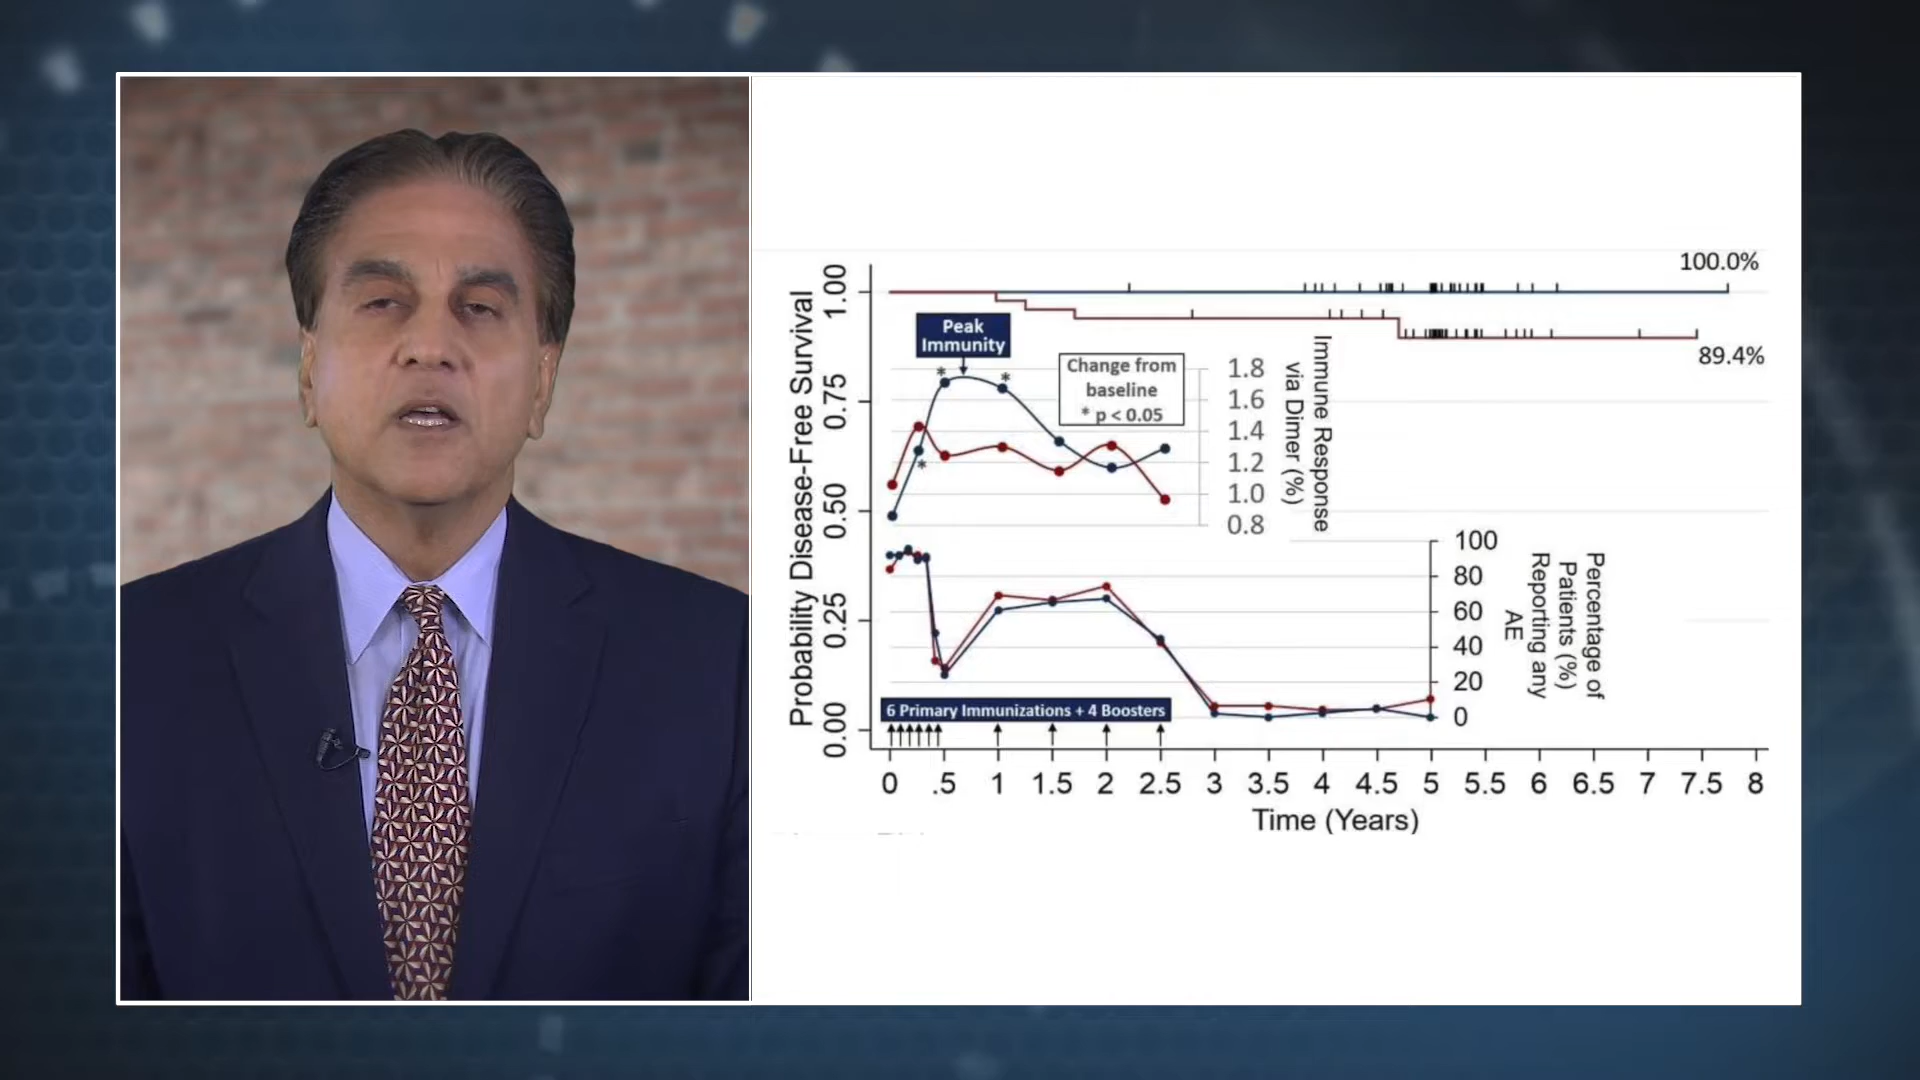 100.0%
89.4%
Probability Disease-Free Survival
1.00
0.75
0.50
0.25
0.00
Peak
Immunity
*
*
*
Change from
baseline
* p < 0.05
1.8
1.6
1.4
1.2
1.0
0.8
Immune Response
via Dimer (%)
100
80
60
40
20
0
Percentage of
Patients (%)
Reporting any
AE
6 Primary Immunizations + 4 Boosters
0 .5 1 1.5 2 2.5 3 3.5 4 4.5 5 5.5 6 6.5 7 7.5 8
Time (Years)